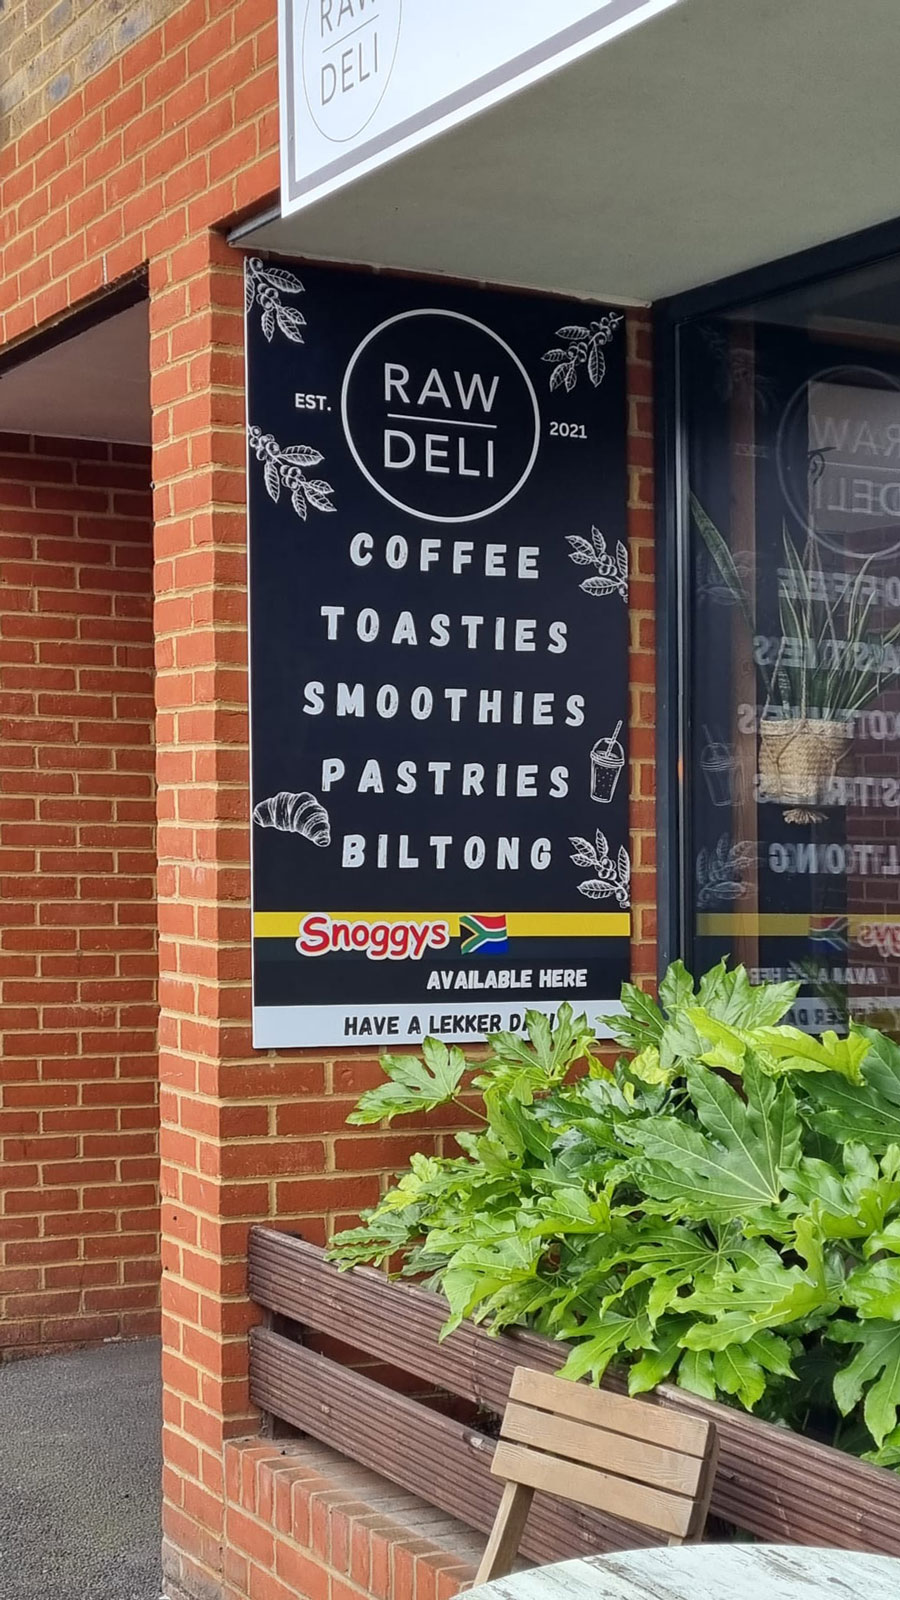 RAW
DELI
RAW
DELI
EST.
2021
COFFEE
TOASTIES
SMOOTHIES
PASTRIES
BILTONG
Snoggys
AVAILABLE HERE
HAVE A LEKKER